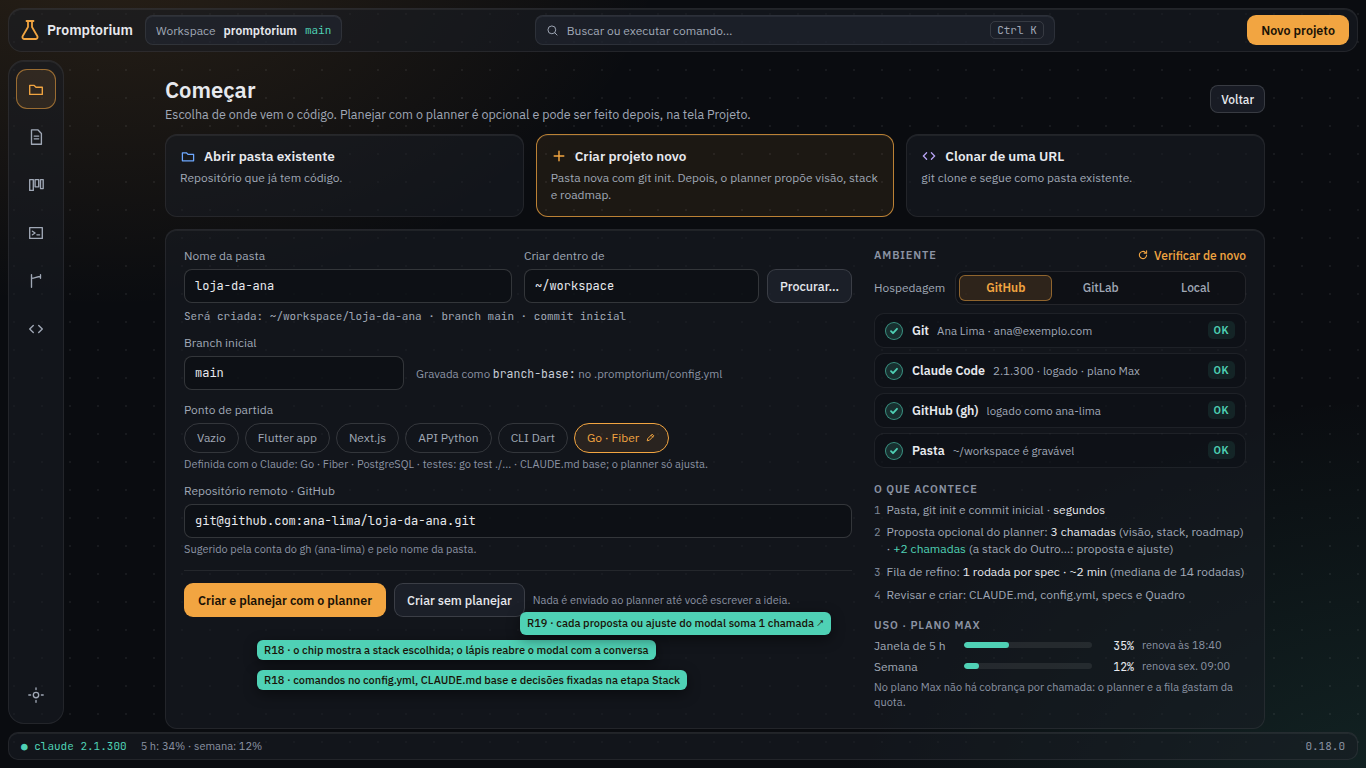 Promptorium
Workspace promptorium main
Buscar ou executar comando...
Ctrl K
Novo projeto
Começar
Escolha de onde vem o código. Planejar com o planner é opcional e pode ser feito depois, na tela Projeto.
Voltar
Abrir pasta existente
Repositório que já tem código.
Criar projeto novo
Pasta nova com git init. Depois, o planner propõe visão, stack
e roadmap.
Clonar de uma URL
git clone e segue como pasta existente.
Nome da pasta
loja-da-ana
Criar dentro de
~/workspace
Procurar...
Será criada: ~/workspace/loja-da-ana · branch main · commit inicial
Branch inicial
main
Gravada como branch-base: no .promptorium/config.yml
Ponto de partida
Vazio
Flutter app
Next.js
API Python
CLI Dart
Go · Fiber
Definida com o Claude: Go · Fiber · PostgreSQL · testes: go test ./... · CLAUDE.md base; o planner só ajusta.
Repositório remoto · GitHub
git@github.com:ana-lima/loja-da-ana.git
Sugerido pela conta do gh (ana-lima) e pelo nome da pasta.
Criar e planejar com o planner
Criar sem planejar
Nada é enviado ao planner até você escrever a ideia.
R19 · cada proposta ou ajuste do modal soma 1 chamada ↗
R18 · o chip mostra a stack escolhida; o lápis reabre o modal com a conversa
R18 · comandos no config.yml, CLAUDE.md base e decisões fixadas na etapa Stack
AMBIENTE
Verificar de novo
Hospedagem
GitHub
GitLab
Local
Git Ana Lima · ana@exemplo.com OK
Claude Code 2.1.300 · logado · plano Max OK
GitHub (gh) logado como ana-lima OK
Pasta ~/workspace é gravável OK
O QUE ACONTECE
1 Pasta, git init e commit inicial · segundos
2 Proposta opcional do planner: 3 chamadas (visão, stack, roadmap)
· +2 chamadas (a stack do Outro...: proposta e ajuste)
3 Fila de refino: 1 rodada por spec · ~2 min (mediana de 14 rodadas)
4 Revisar e criar: CLAUDE.md, config.yml, specs e Quadro
USO · PLANO MAX
Janela de 5 h 35% renova às 18:40
Semana 12% renova sex. 09:00
No plano Max não há cobrança por chamada: o planner e a fila gastam da
quota.
claude 2.1.300 5 h: 34% · semana: 12%
0.18.0